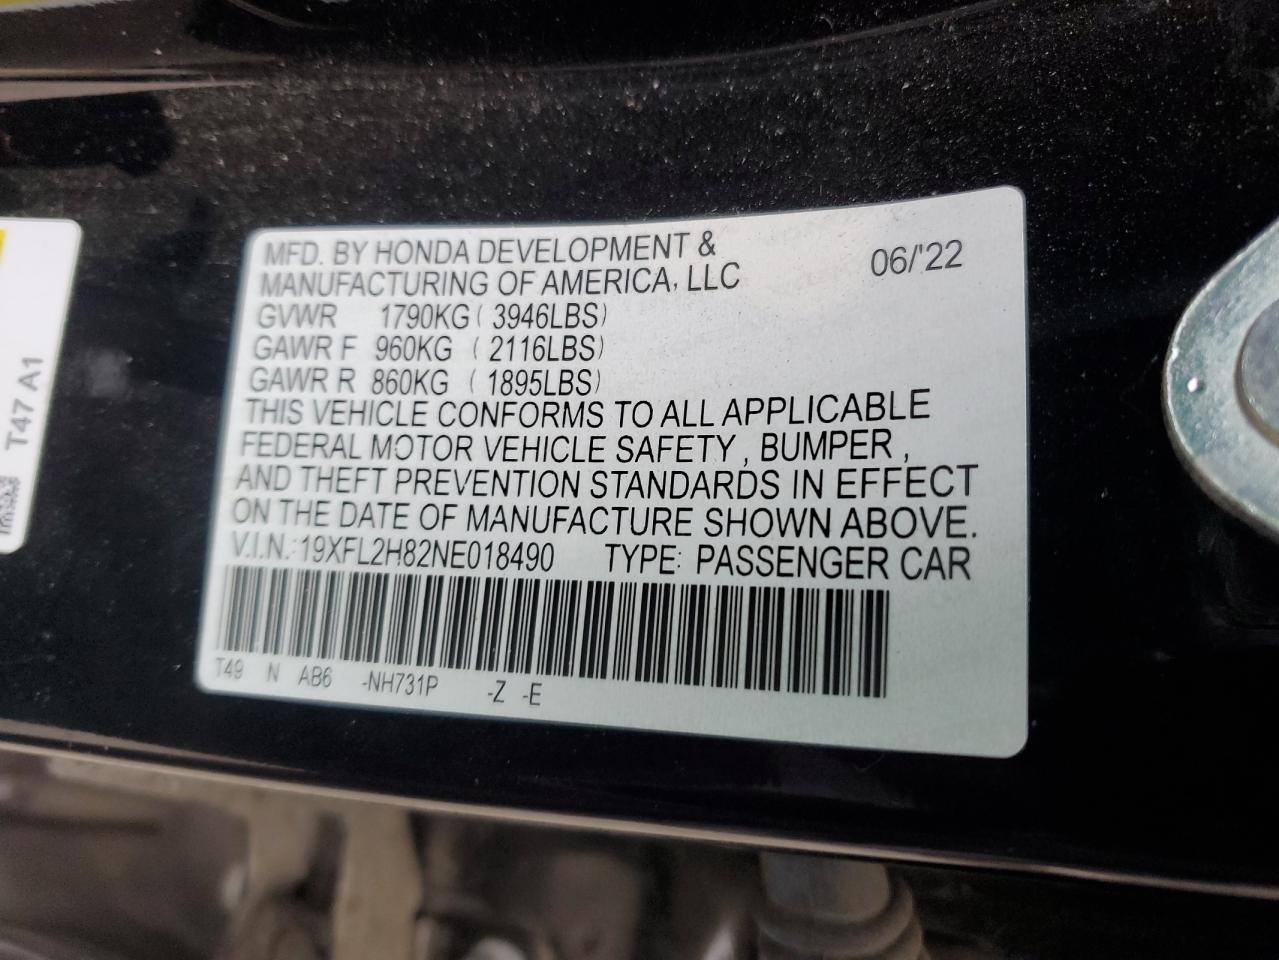 MFD. BY HONDA DEVELOPMENT &
MANUFACTURING OF AMERICA, LLC
06/'22
GVWR 1790KG ( 3946LBS)
GAWR F 960KG ( 2116LBS)
GAWR R 860KG ( 1895LBS)
THIS VEHICLE CONFORMS TO ALL APPLICABLE
FEDERAL MOTOR VEHICLE SAFETY, BUMPER,
AND THEFT PREVENTION STANDARDS IN EFFECT
ON THE DATE OF MANUFACTURE SHOWN ABOVE.
V.I.N.: 19XFL2H82NE018490 TYPE: PASSENGER CAR
T49 N AB6 -NH731P -Z -E
T47 A1